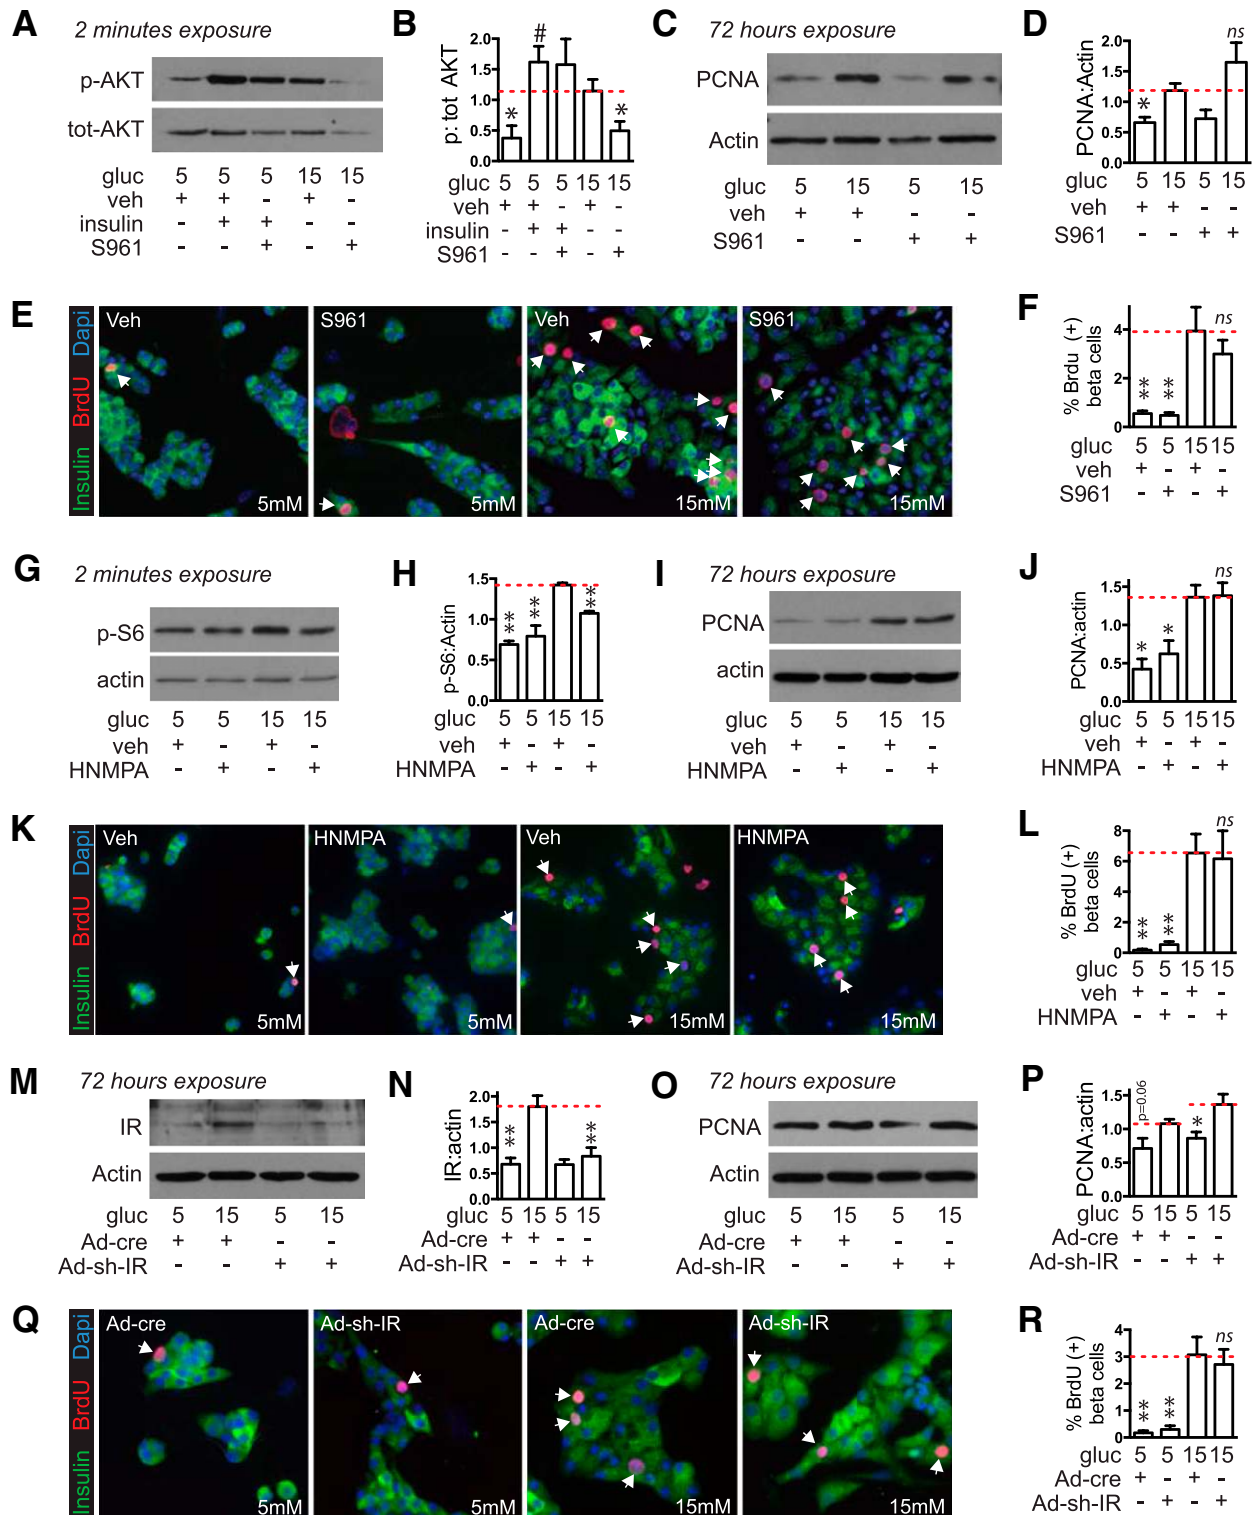 A 2 minutes exposure
p-AKT
tot-AKT
gluc 5 5 5 15 15
veh + + - + -
insulin - + + - -
S961 - - + - +
B
p: tot AKT
2.0
1.5
1.0
0.5
0.0
* # *
gluc 5 5 5 15 15
veh + + - + -
insulin - + + - -
S961 - - + - +
C 72 hours exposure
PCNA
Actin
gluc 5 15 5 15
veh + + - -
S961 - - + +
D
PCNA:Actin
2.0
1.5
1.0
0.5
0.0
* ns
gluc 5 15 5 15
veh + + - -
S961 - - + +
E
Insulin BrdU Dapi
Veh 5mM
S961 5mM
Veh 15mM
S961 15mM
F
% Brdu (+)
beta cells
4
2
0
** ** ns
gluc 5 5 15 15
veh + - + -
S961 - + - +
G 2 minutes exposure
p-S6
actin
gluc 5 5 15 15
veh + - + -
HNMPA - + - +
H
p-S6:Actin
1.5
1.0
0.5
0.0
** ** **
gluc 5 5 15 15
veh + - + -
HNMPA - + - +
I 72 hours exposure
PCNA
actin
gluc 5 5 15 15
veh + - + -
HNMPA - + - +
J
PCNA:actin
1.5
1.0
0.5
0.0
* * ns
gluc 5 5 15 15
veh + - + -
HNMPA - + - +
K
Insulin BrdU Dapi
Veh 5mM
HNMPA 5mM
Veh 15mM
HNMPA 15mM
L
% BrdU (+)
beta cells
8
6
4
2
0
** ** ns
gluc 5 5 15 15
veh + - + -
HNMPA - + - +
M 72 hours exposure
IR
Actin
gluc 5 15 5 15
Ad-cre + + - -
Ad-sh-IR - - + +
N
IR:actin
2.0
1.5
1.0
0.5
0.0
** **
gluc 5 15 5 15
Ad-cre + + - -
Ad-sh-IR - - + +
O 72 hours exposure
PCNA
Actin
gluc 5 15 5 15
Ad-cre + + - -
Ad-sh-IR - - + +
P
PCNA:actin
1.5
1.0
0.5
0.0
p=0.06 *
gluc 5 15 5 15
Ad-cre + + - -
Ad-sh-IR - - + +
Q
Insulin BrdU Dapi
Ad-cre 5mM
Ad-sh-IR 5mM
Ad-cre 15mM
Ad-sh-IR 15mM
R
% BrdU (+)
beta cells
4
3
2
1
0
** ** ns
gluc 5 5 15 15
Ad-cre + - + -
Ad-sh-IR - + - +